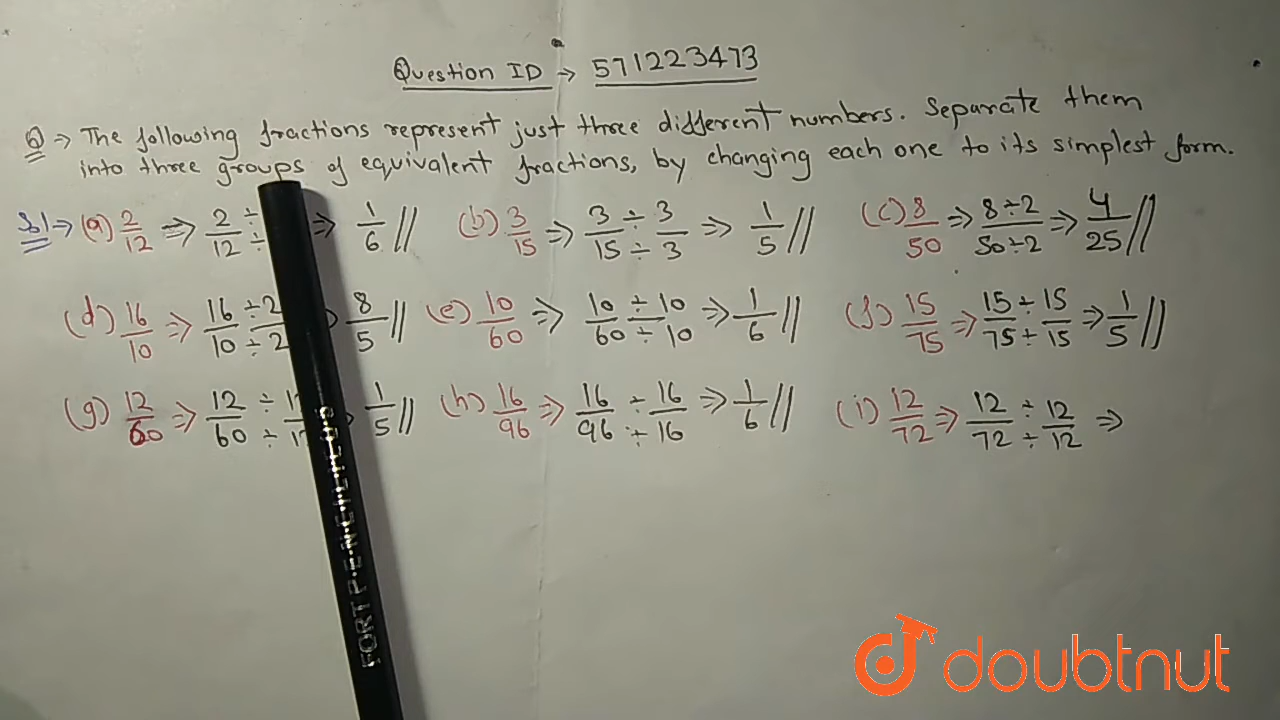 Question ID → 571223473
Q → The following fractions represent just three different numbers. Separate them
into three groups of equivalent fractions, by changing each one to its simplest form.
Sol → (a) 2/12 ⇒ 2 ÷ / 12 ÷ ⇒ 1/6 // (b) 3/15 ⇒ 3 ÷ 3 / 15 ÷ 3 ⇒ 1/5 // (c) 8/50 ⇒ 8÷2 / 50÷2 ⇒ 4/25 //
(d) 16/10 ⇒ 16 ÷ 2 / 10 ÷ 2 ⇒ 8/5 // (e) 10/60 ⇒ 10 ÷ 10 / 60 ÷ 10 ⇒ 1/6 // (f) 15/75 ⇒ 15 ÷ 15 / 75 ÷ 15 ⇒ 1/5 //
(g) 12/60 ⇒ 12 ÷ / 60 ÷ ⇒ 1/5 // (h) 16/96 ⇒ 16 ÷ 16 / 96 ÷ 16 ⇒ 1/6 // (i) 12/72 ⇒ 12 ÷ 12 / 72 ÷ 12 ⇒
doubtnut